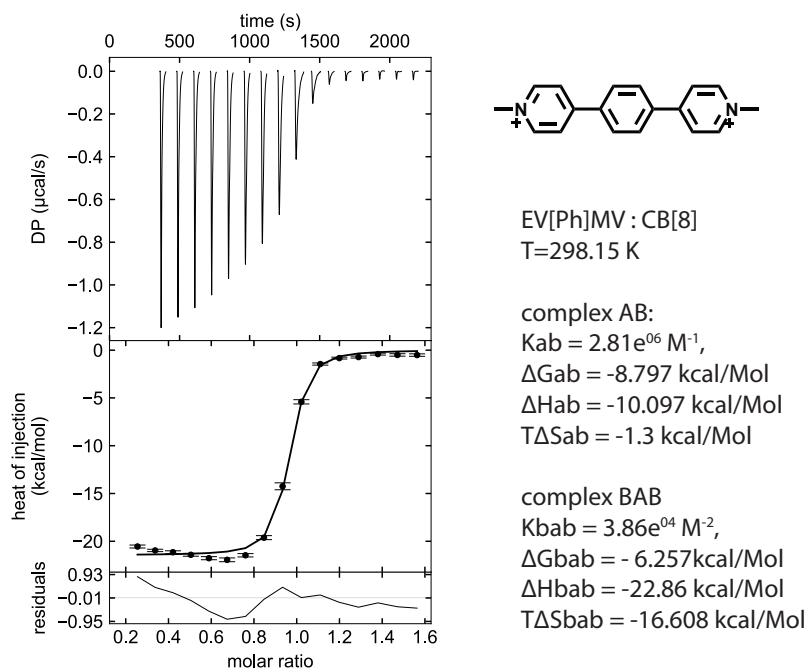 time (s)
0 500 1000 1500 2000
DP (μcal/s)
0.0
−0.2
−0.4
−0.6
−0.8
−1.0
−1.2
heat of injection
(kcal/mol)
0
−5
−10
−15
−20
residuals
0.93
−0.01
−0.95
0.2 0.4 0.6 0.8 1.0 1.2 1.4 1.6
molar ratio
N + N +
EV[Ph]MV : CB[8]
T=298.15 K
complex AB:
Kab = 2.81e⁰⁶ M⁻¹,
ΔGab = -8.797 kcal/Mol
ΔHab = -10.097 kcal/Mol
TΔSab = -1.3 kcal/Mol
complex BAB
Kbab = 3.86e⁰⁴ M⁻²,
ΔGbab = - 6.257kcal/Mol
ΔHbab = -22.86 kcal/Mol
TΔSbab = -16.608 kcal/Mol